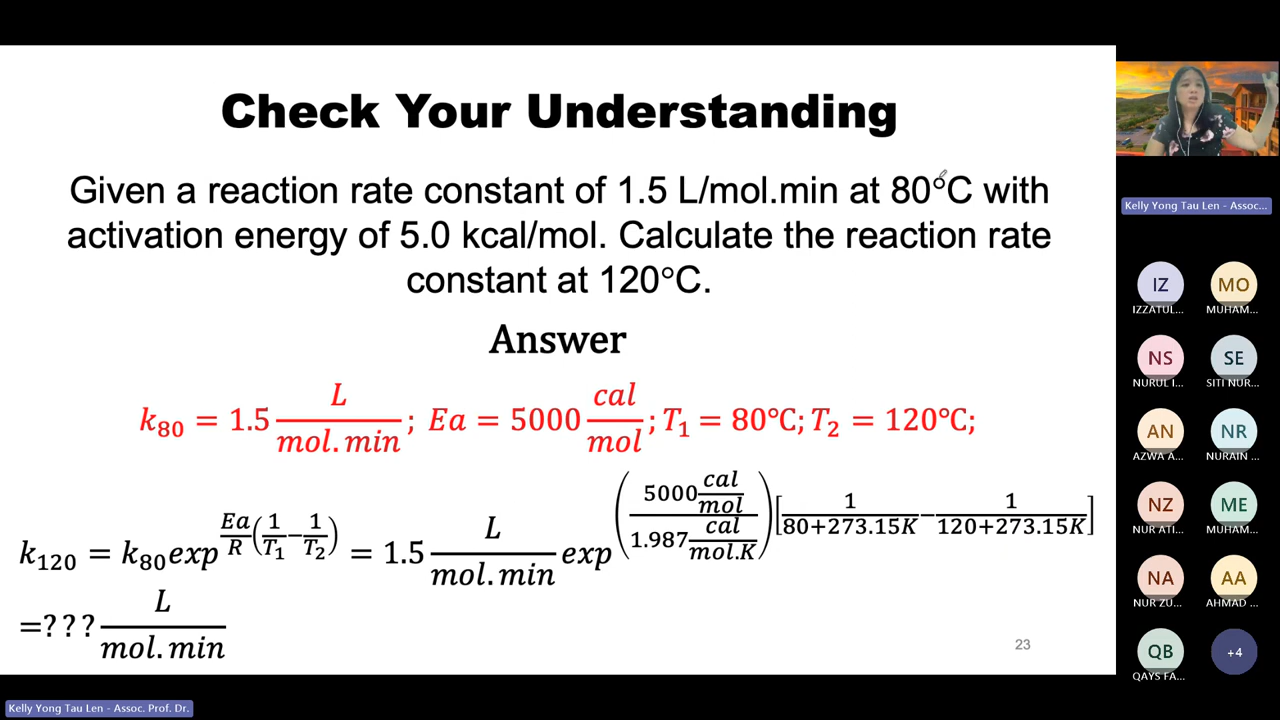 Check Your Understanding
Given a reaction rate constant of 1.5 L/mol.min at 80°C with
activation energy of 5.0 kcal/mol. Calculate the reaction rate
constant at 120°C.
Answer
k₈₀ = 1.5 L/mol.min ; Ea = 5000 cal/mol ; T₁ = 80℃; T₂ = 120℃;
k₁₂₀ = k₈₀exp^(Ea/R (1/T₁ − 1/T₂)) = 1.5 L/mol.min exp^((5000 cal/mol / 1.987 cal/mol.K)[1/80+273.15K − 1/120+273.15K])
=??? L/mol.min
23
Kelly Yong Tau Len - Assoc...
IZ
MO
IZZATUL...
MUHAM...
NS
SE
NURUL I...
SITI NUR...
AN
NR
AZWA A...
NURAIN ...
NZ
ME
NUR ATI...
MUHAM...
NA
AA
NUR ZU...
AHMAD ...
QB
+4
QAYS FA...
Kelly Yong Tau Len - Assoc. Prof. Dr.